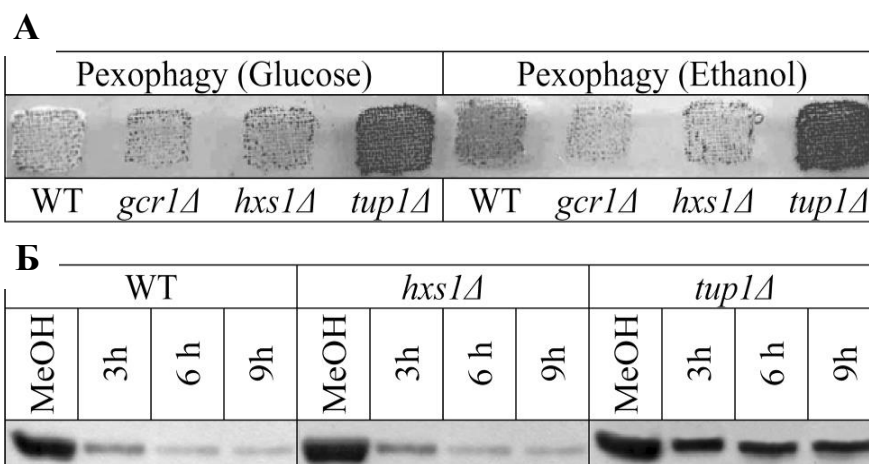 А
Pexophagy (Glucose) Pexophagy (Ethanol)
WT gcr1Δ hxs1Δ tup1Δ WT gcr1Δ hxs1Δ tup1Δ
Б
WT hxs1Δ tup1Δ
MeOH 3h 6 h 9h MeOH 3h 6 h 9h MeOH 3h 6 h 9h